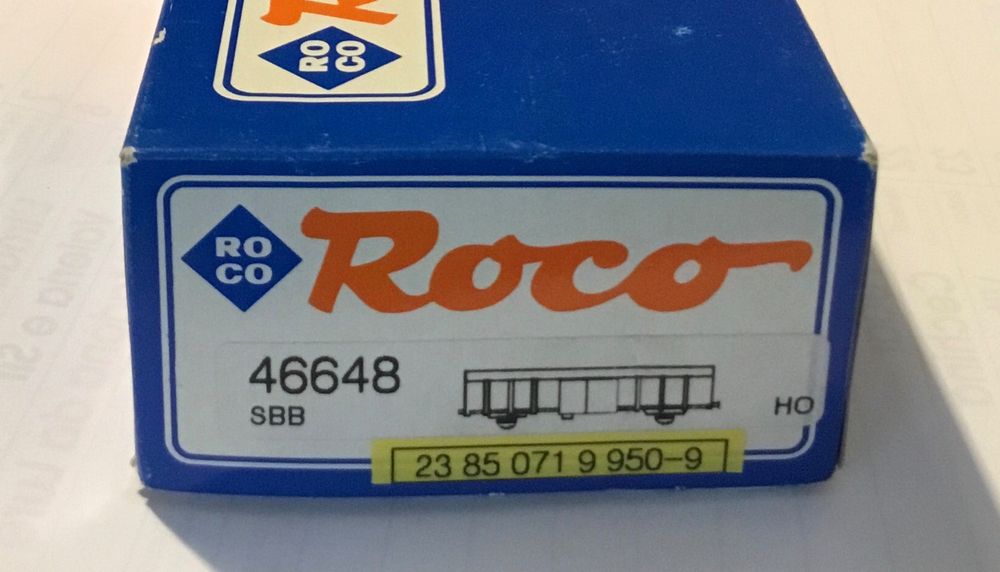 RO
CO
RO
CO
Roco
46648
SBB
HO
23 85 071 9 950-9